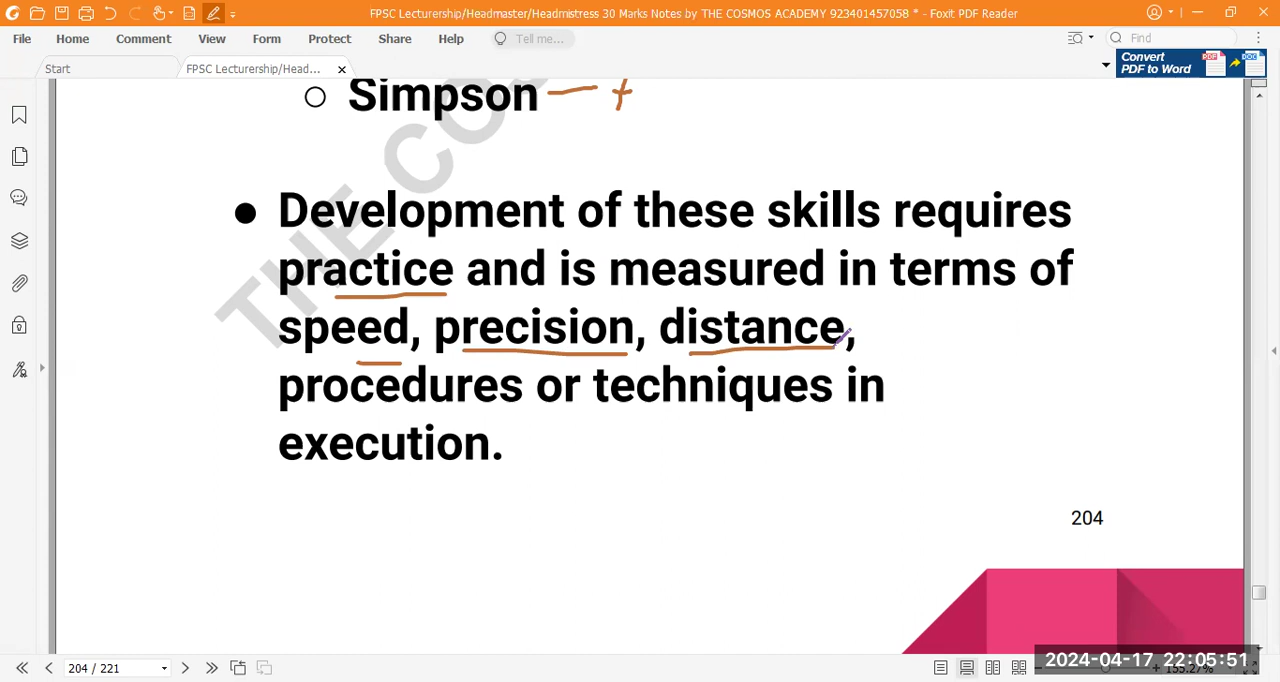 FPSC Lecturership/Headmaster/Headmistress 30 Marks Notes by THE COSMOS ACADEMY 923401457058 * - Foxit PDF Reader
File Home Comment View Form Protect Share Help Tell me... Find
Start FPSC Lecturership/Head...
Convert
PDF to Word
Simpson
THE CO
● Development of these skills requires
practice and is measured in terms of
speed, precision, distance,
procedures or techniques in
execution.
204
204 / 221
2024-04-17 22:05:51